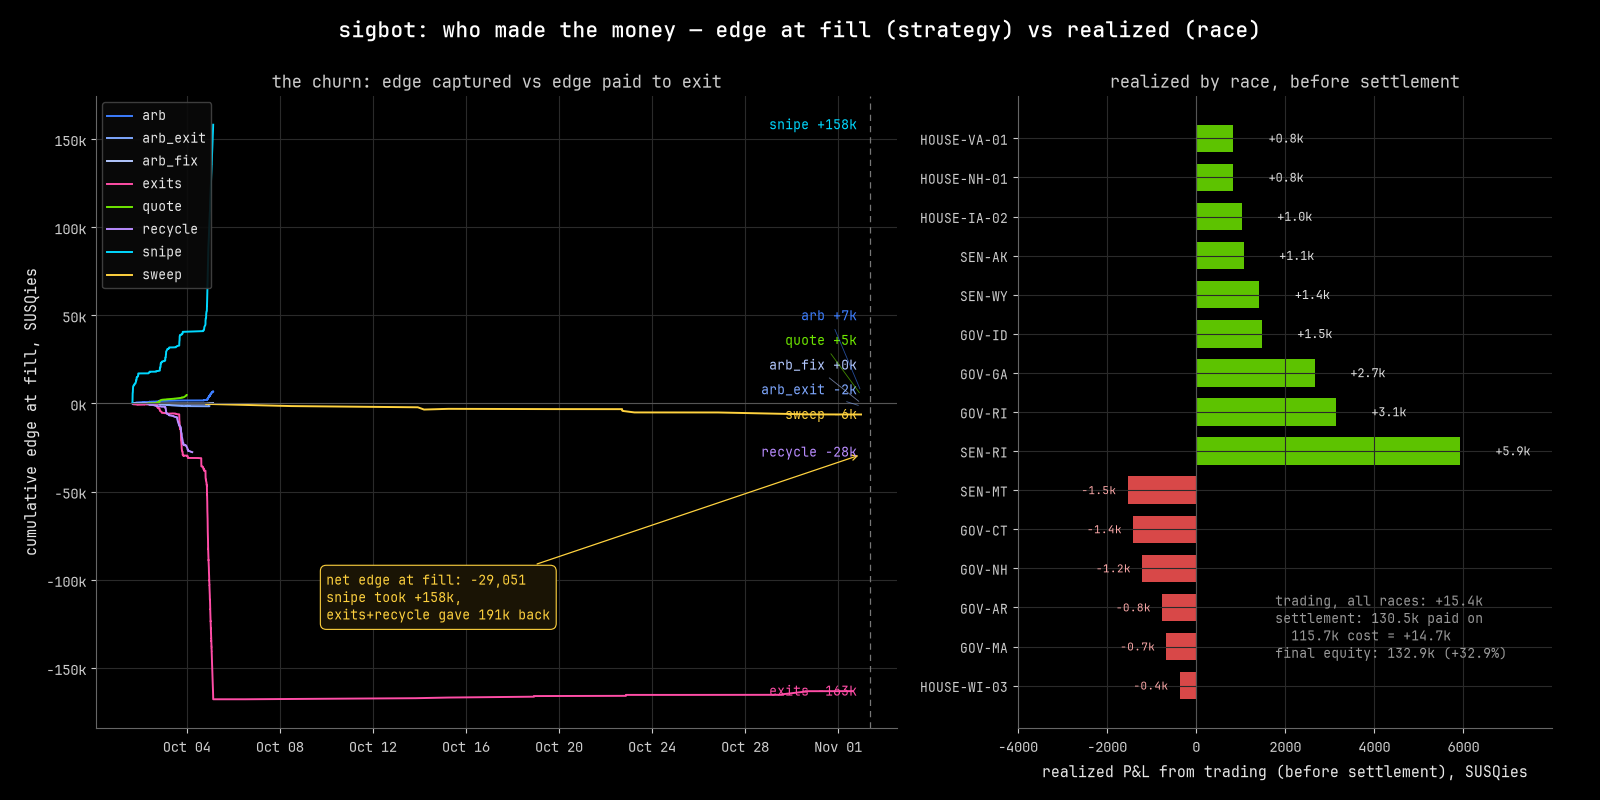 sigbot: who made the money — edge at fill (strategy) vs realized (race)
the churn: edge captured vs edge paid to exit
cumulative edge at fill, SUSQies
150k
100k
50k
0k
-50k
-100k
-150k
arb
arb_exit
arb_fix
exits
quote
recycle
snipe
sweep
snipe +158k
arb +7k
quote +5k
arb_fix +0k
arb_exit -2k
sweep -6k
recycle -28k
exits -163k
net edge at fill: -29,051
snipe took +158k,
exits+recycle gave 191k back
Oct 04
Oct 08
Oct 12
Oct 16
Oct 20
Oct 24
Oct 28
Nov 01
realized by race, before settlement
HOUSE-VA-01 +0.8k
HOUSE-NH-01 +0.8k
HOUSE-IA-02 +1.0k
SEN-AK +1.1k
SEN-WY +1.4k
GOV-ID +1.5k
GOV-GA +2.7k
GOV-RI +3.1k
SEN-RI +5.9k
SEN-MT -1.5k
GOV-CT -1.4k
GOV-NH -1.2k
GOV-AR -0.8k
GOV-MA -0.7k
HOUSE-WI-03 -0.4k
trading, all races: +15.4k
settlement: 130.5k paid on
115.7k cost = +14.7k
final equity: 132.9k (+32.9%)
-4000
-2000
0
2000
4000
6000
realized P&L from trading (before settlement), SUSQies